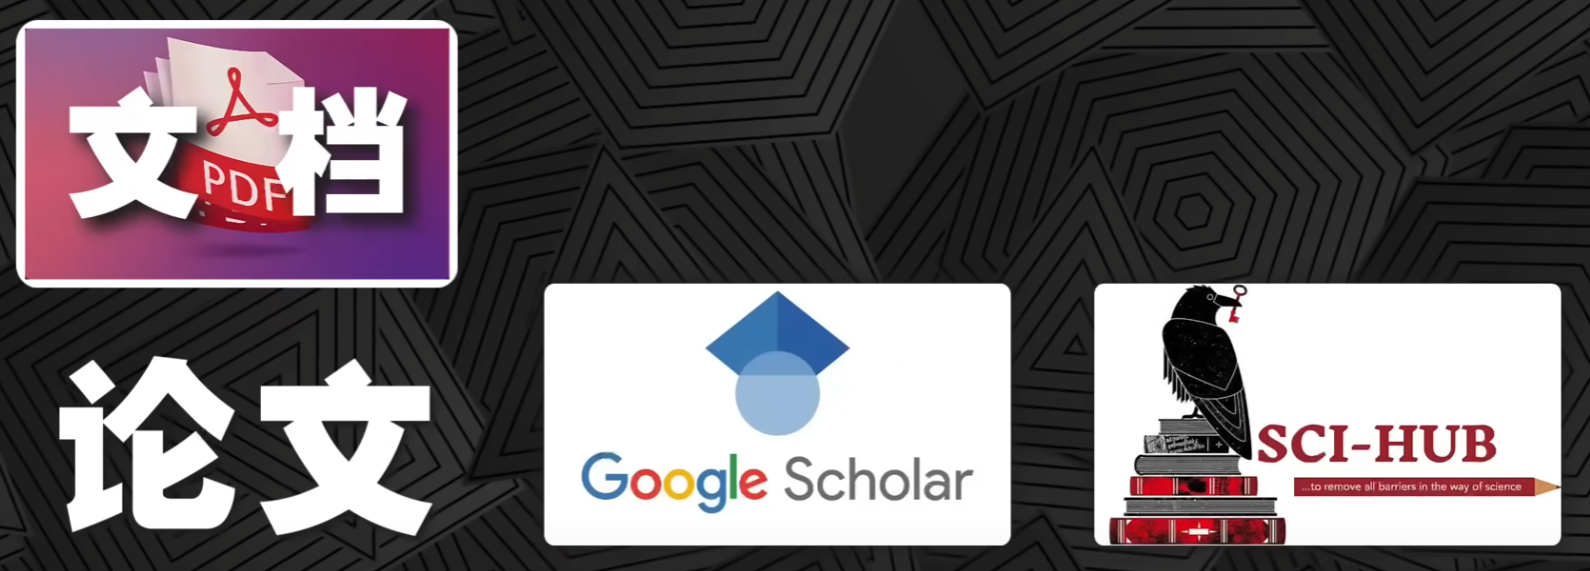 文档
PDF
论文
Google Scholar
SCI-HUB
...to remove all barriers in the way of science